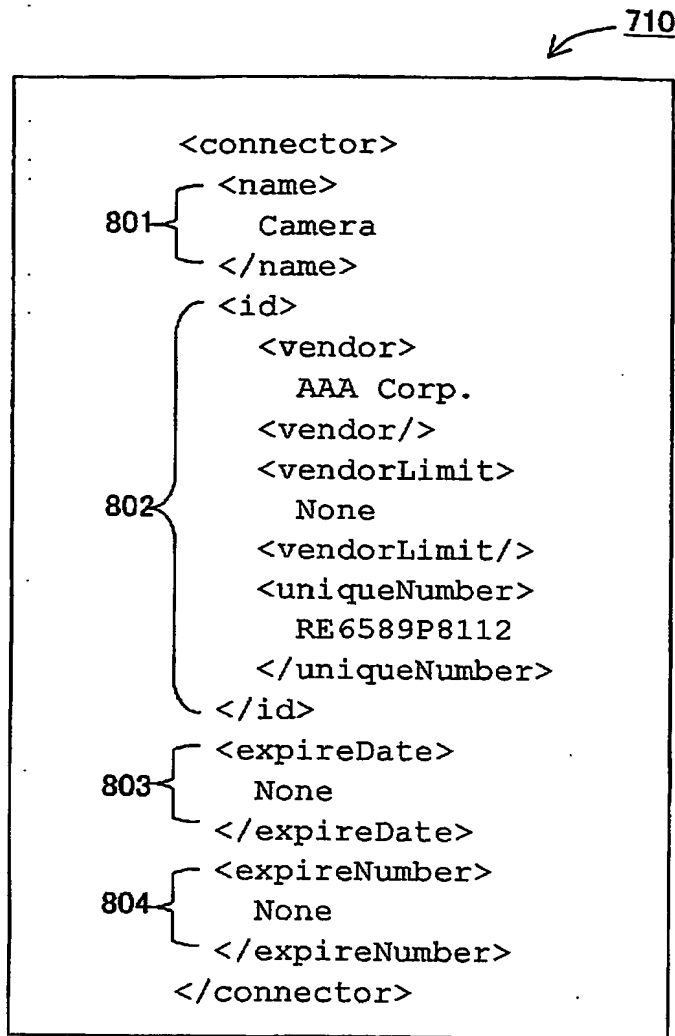 710
<connector>
<name>
801
Camera
</name>
<id>
<vendor>
AAA Corp.
<vendor/>
<vendorLimit>
802
None
<vendorLimit/>
<uniqueNumber>
RE6589P8112
</uniqueNumber>
</id>
<expireDate>
803
None
</expireDate>
<expireNumber>
804
None
</expireNumber>
</connector>